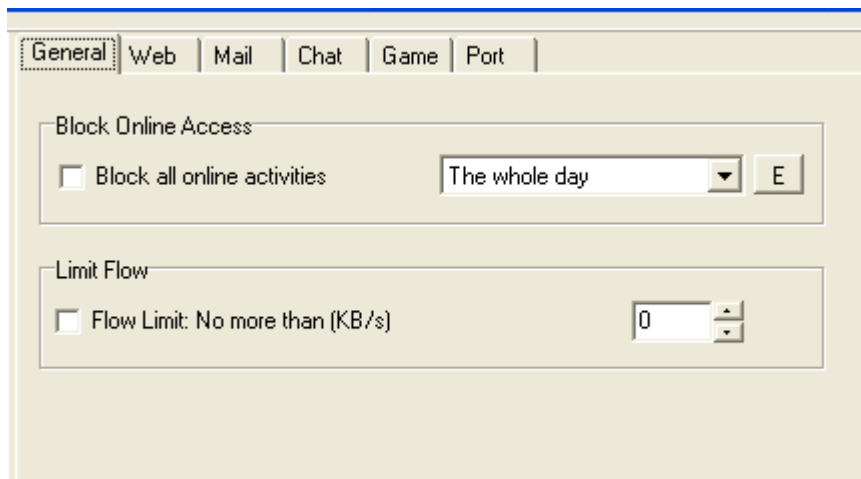 General Web Mail Chat Game Port
Block Online Access
Block all online activities The whole day E
Limit Flow
Flow Limit: No more than (KB/s) 0